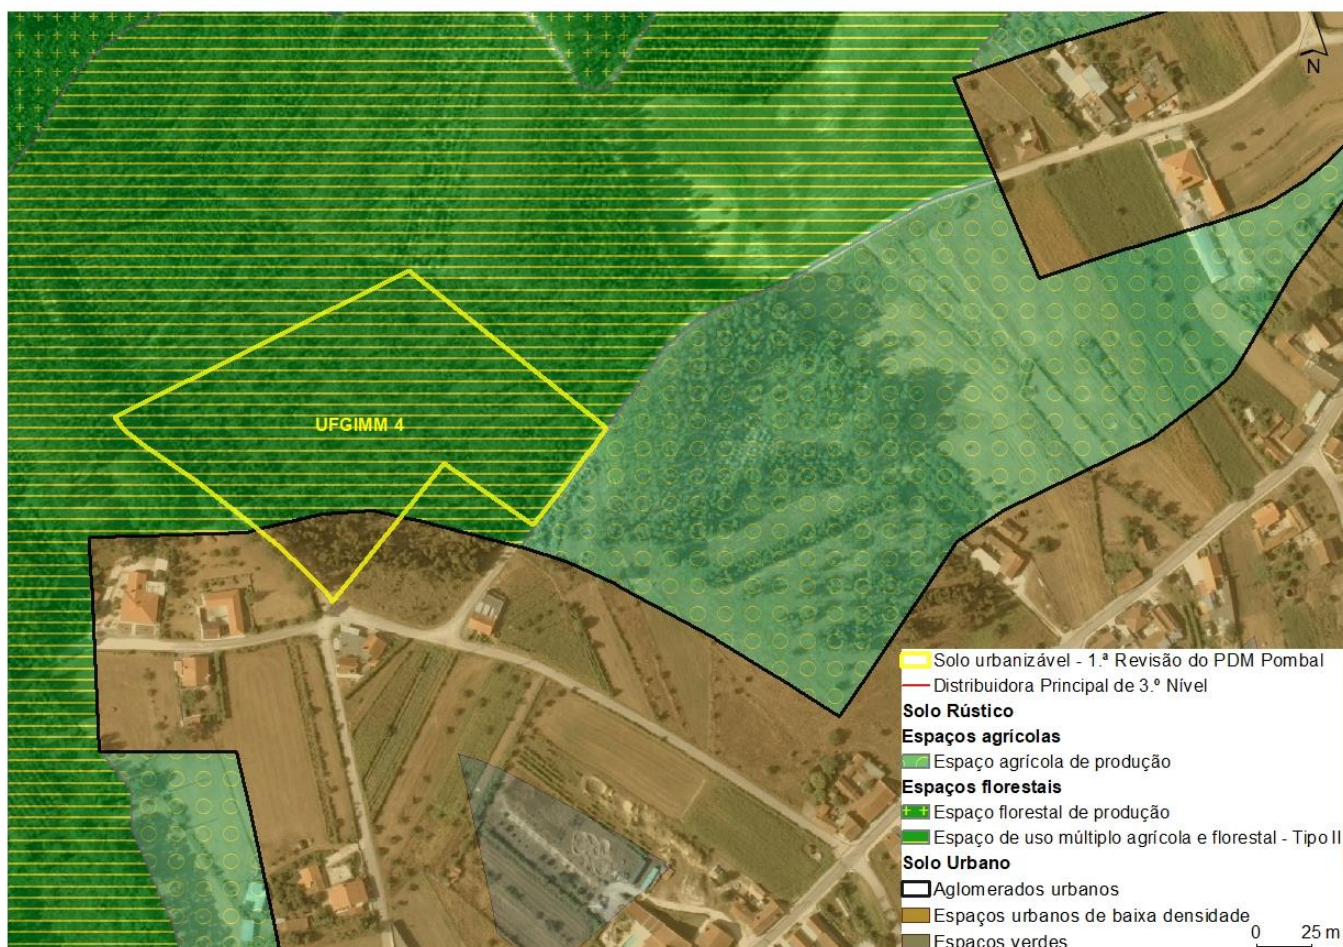 N
UFGIMM 4
Solo urbanizável - 1.ª Revisão do PDM Pombal
Distribuidora Principal de 3.º Nível
Solo Rústico
Espaços agrícolas
Espaço agrícola de produção
Espaços florestais
Espaço florestal de produção
Espaço de uso múltiplo agrícola e florestal - Tipo II
Solo Urbano
Aglomerados urbanos
Espaços urbanos de baixa densidade
Espaços verdes
0 25 m